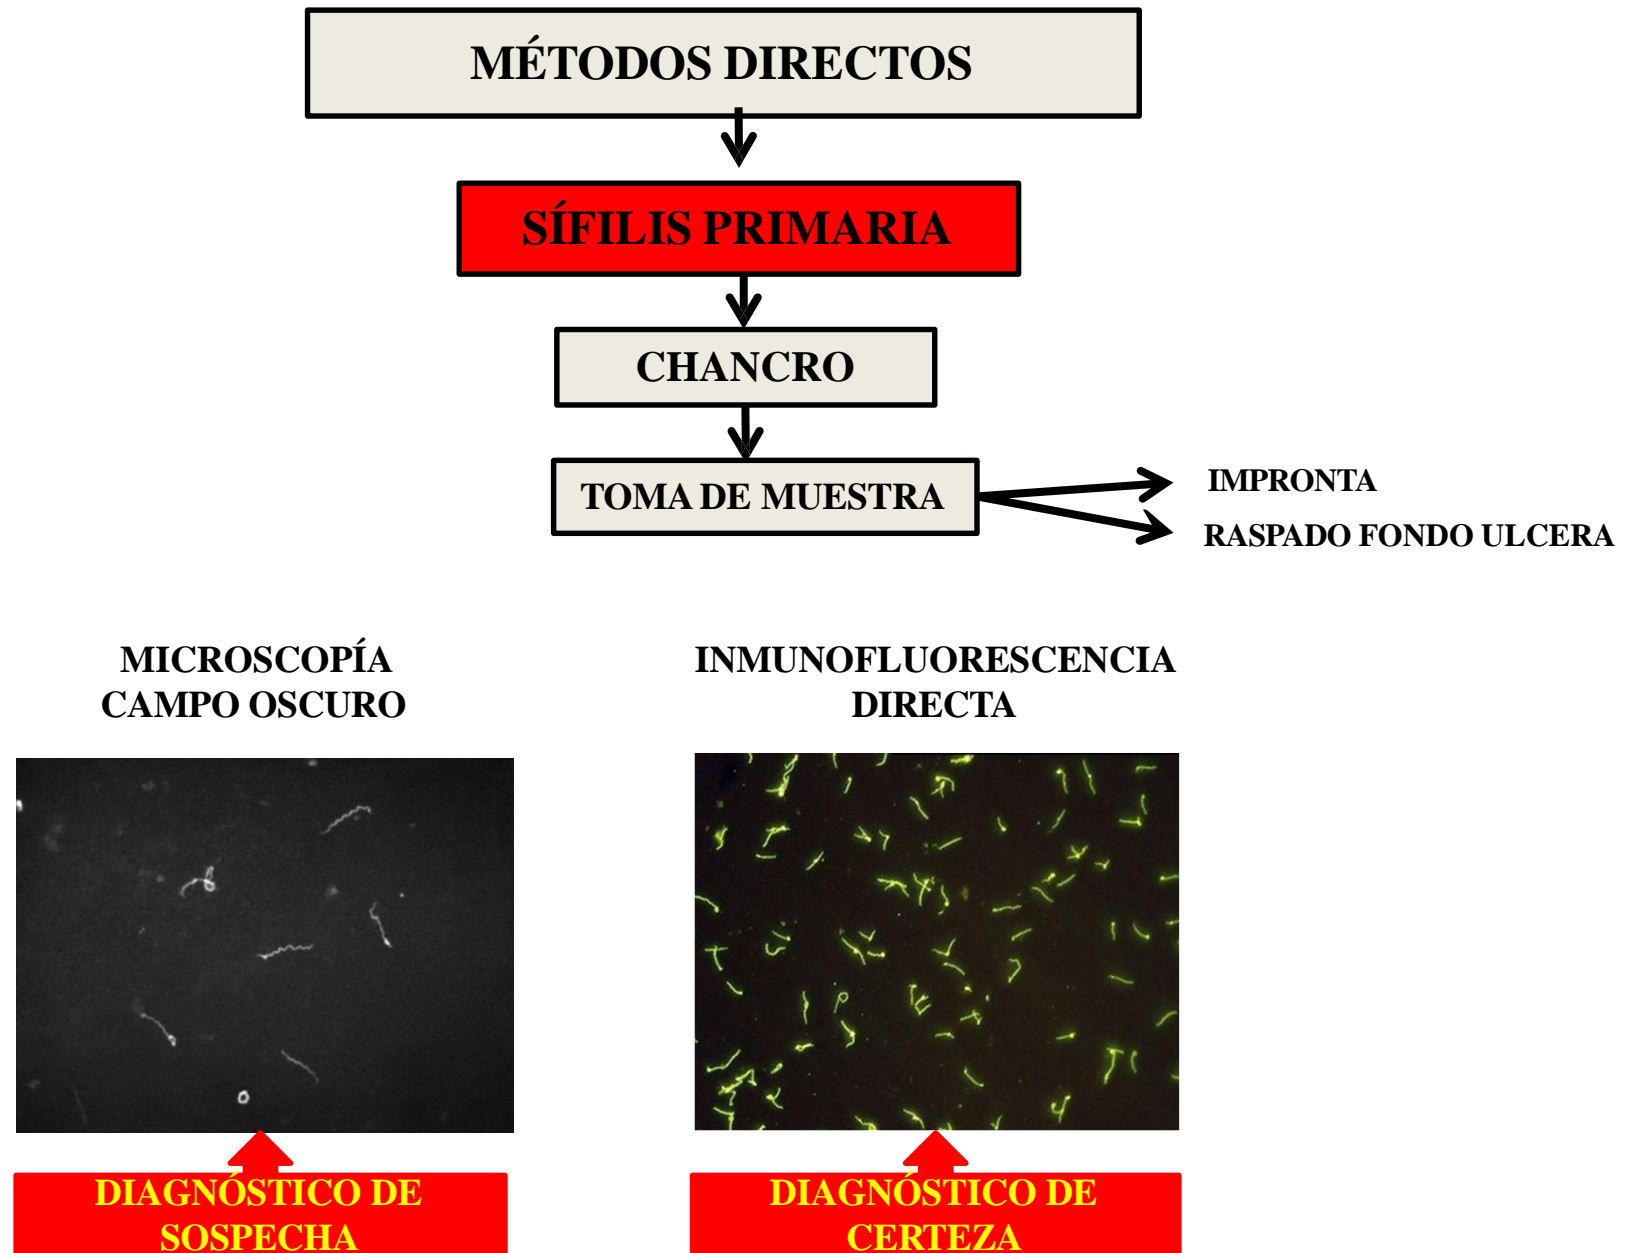 MÉTODOS DIRECTOS
SÍFILIS PRIMARIA
CHANCRO
TOMA DE MUESTRA
IMPRONTA
RASPADO FONDO ULCERA
MICROSCOPÍA
CAMPO OSCURO
INMUNOFLUORESCENCIA
DIRECTA
DIAGNÓSTICO DE
SOSPECHA
DIAGNÓSTICO DE
CERTEZA